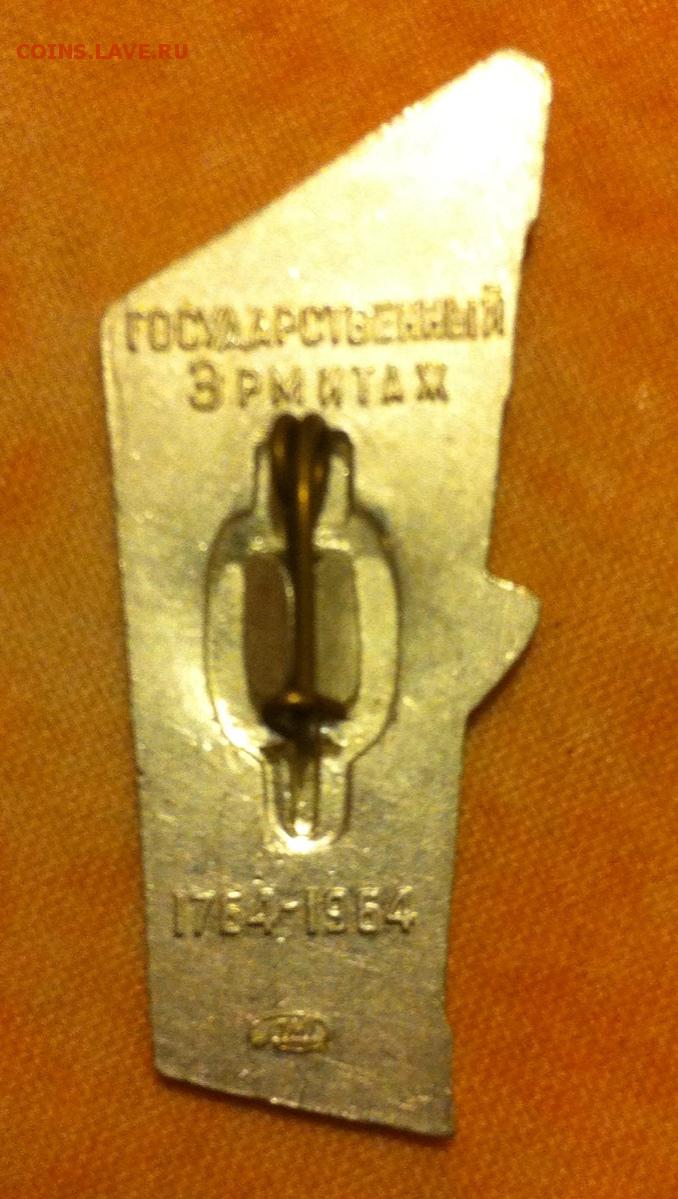 COINS.LAVE.RU
ГОСУДАРСТВЕННЫЙ
ЭРМИТАЖ
1764-1964